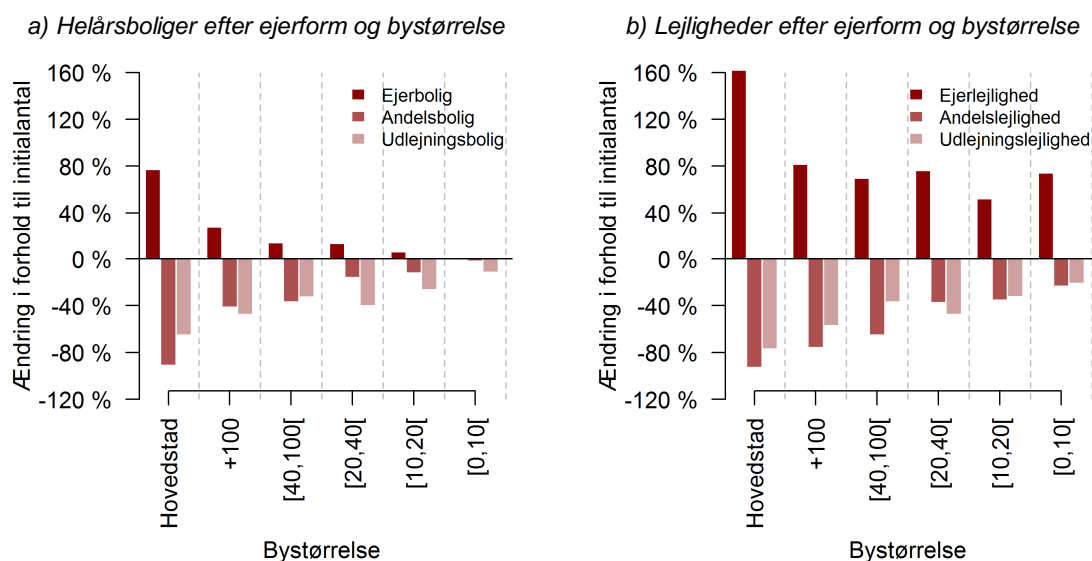 a) Helårsboliger efter ejerform og bystørrelse
160 %
120 %
80 %
40 %
0 %
-40 %
-80 %
-120 %
Ændring i forhold til initialantal
Ejerbolig
Andelsbolig
Udlejningsbolig
Hovedstad
+100
[40,100[
[20,40[
[10,20[
[0,10[
Bystørrelse
b) Lejligheder efter ejerform og bystørrelse
160 %
120 %
80 %
40 %
0 %
-40 %
-80 %
-120 %
Ændring i forhold til initialantal
Ejerlejlighed
Andelslejlighed
Udlejningslejlighed
Hovedstad
+100
[40,100[
[20,40[
[10,20[
[0,10[
Bystørrelse